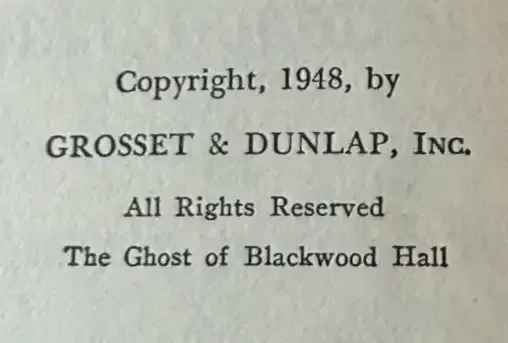 Copyright, 1948, by
GROSSET & DUNLAP, INC.
All Rights Reserved
The Ghost of Blackwood Hall